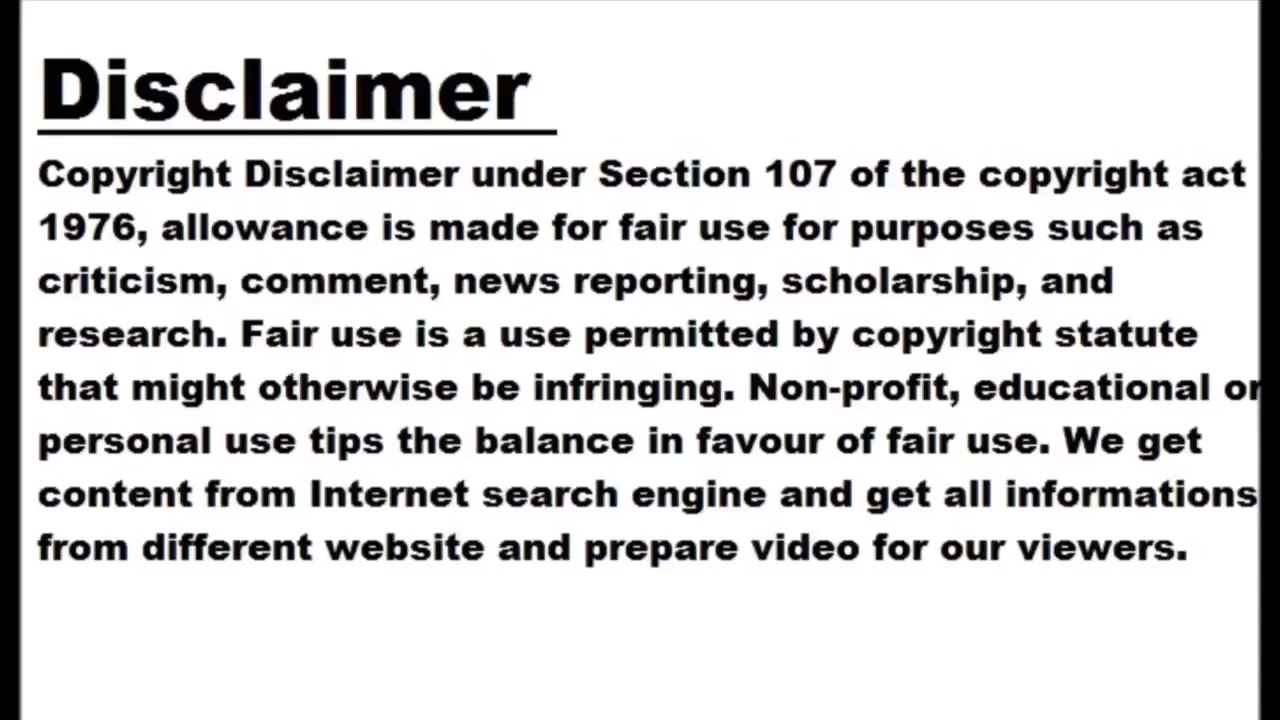 Disclaimer
Copyright Disclaimer under Section 107 of the copyright act
1976, allowance is made for fair use for purposes such as
criticism, comment, news reporting, scholarship, and
research. Fair use is a use permitted by copyright statute
that might otherwise be infringing. Non-profit, educational or
personal use tips the balance in favour of fair use. We get
content from Internet search engine and get all informations
from different website and prepare video for our viewers.